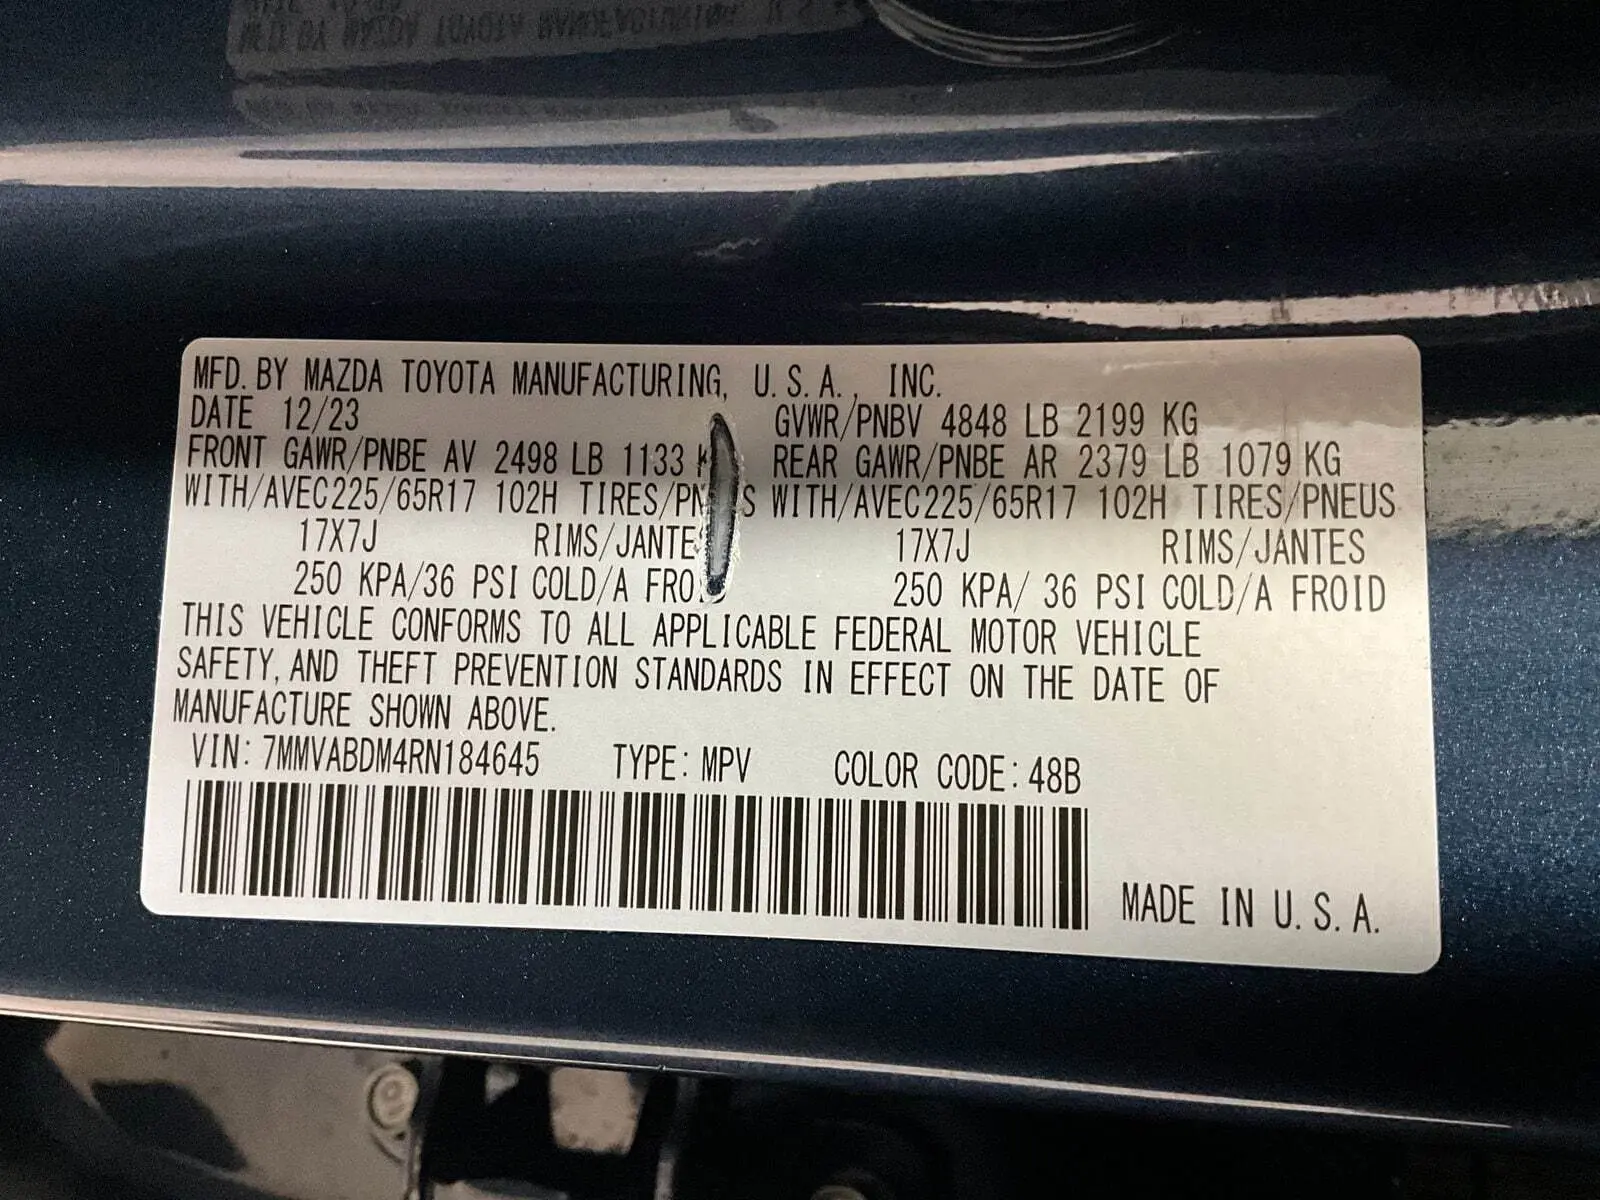 MFD. BY MAZDA TOYOTA MANUFACTURING, U.S.A., INC.
DATE 12/23 GVWR/PNBV 4848 LB 2199 KG
FRONT GAWR/PNBE AV 2498 LB 1133 REAR GAWR/PNBE AR 2379 LB 1079 KG
WITH/AVEC225/65R17 102H TIRES/ WITH/AVEC225/65R17 102H TIRES/PNEUS
17X7J RIMS/JANTES 17X7J RIMS/JANTES
250 KPA/36 PSI COLD/A 250 KPA/ 36 PSI COLD/A FROID
THIS VEHICLE CONFORMS TO ALL APPLICABLE FEDERAL MOTOR VEHICLE
SAFETY, AND THEFT PREVENTION STANDARDS IN EFFECT ON THE DATE OF
MANUFACTURE SHOWN ABOVE.
VIN: 7MMVABDM4RN184645 TYPE: MPV COLOR CODE: 48B
MADE IN U.S.A.